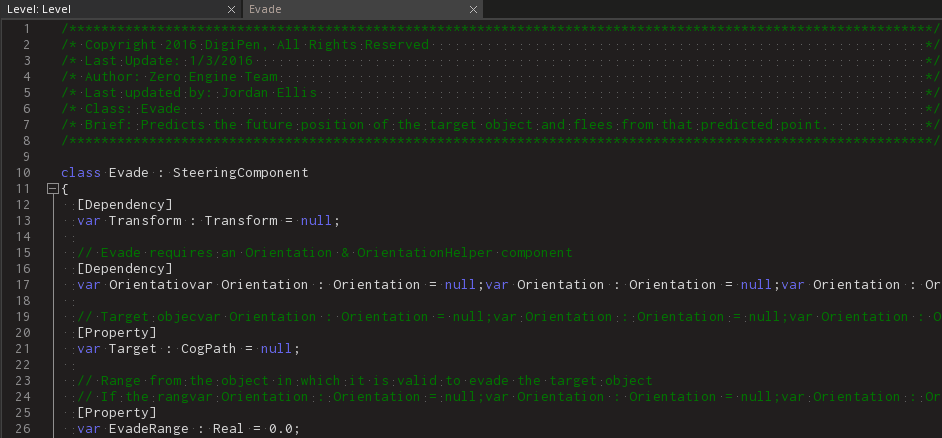 Level: Level
Evade
1 /************************************************************************************************************/
2 /* Copyright 2016 DigiPen, All Rights Reserved */
3 /* Last Update: 1/3/2016 */
4 /* Author: Zero Engine Team */
5 /* Last updated by: Jordan Ellis */
6 /* Class: Evade */
7 /* Brief: Predicts the future position of the target object and flees from that predicted point. */
8 /************************************************************************************************************/
9
10 class Evade : SteeringComponent
11 {
12 [Dependency]
13 var Transform : Transform = null;
14
15 // Evade requires an Orientation & OrientationHelper component
16 [Dependency]
17 var Orientatiovar Orientation : Orientation = null;var Orientation : Orientation = null;var Orientation : Or
18
19 // Target objecvar Orientation : Orientation = null;var Orientation : Orientation = null;var Orientation : O
20 [Property]
21 var Target : CogPath = null;
22
23 // Range from the object in which it is valid to evade the target object
24 // If the rangvar Orientation : Orientation = null;var Orientation : Orientation = null;var Orientation : Or
25 [Property]
26 var EvadeRange : Real = 0.0;